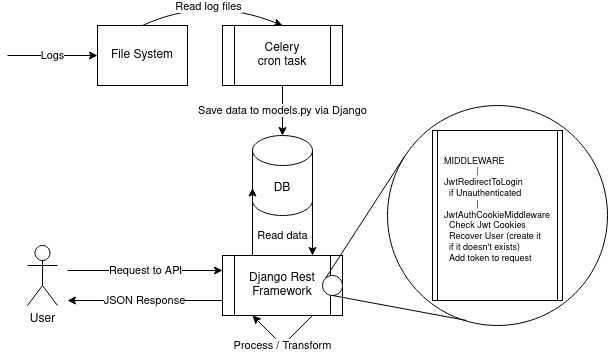 Read log files
Logs
File System
Celery
cron task
Save data to models.py via Django
DB
Read data
MIDDLEWARE
|
JwtRedirectToLogin
if Unauthenticated
|
JwtAuthCookieMiddleware
Check Jwt Cookies
Recover User (create it
if it doesn't exists)
Add token to request
Request to API
Django Rest
Framework
JSON Response
User
Process / Transform